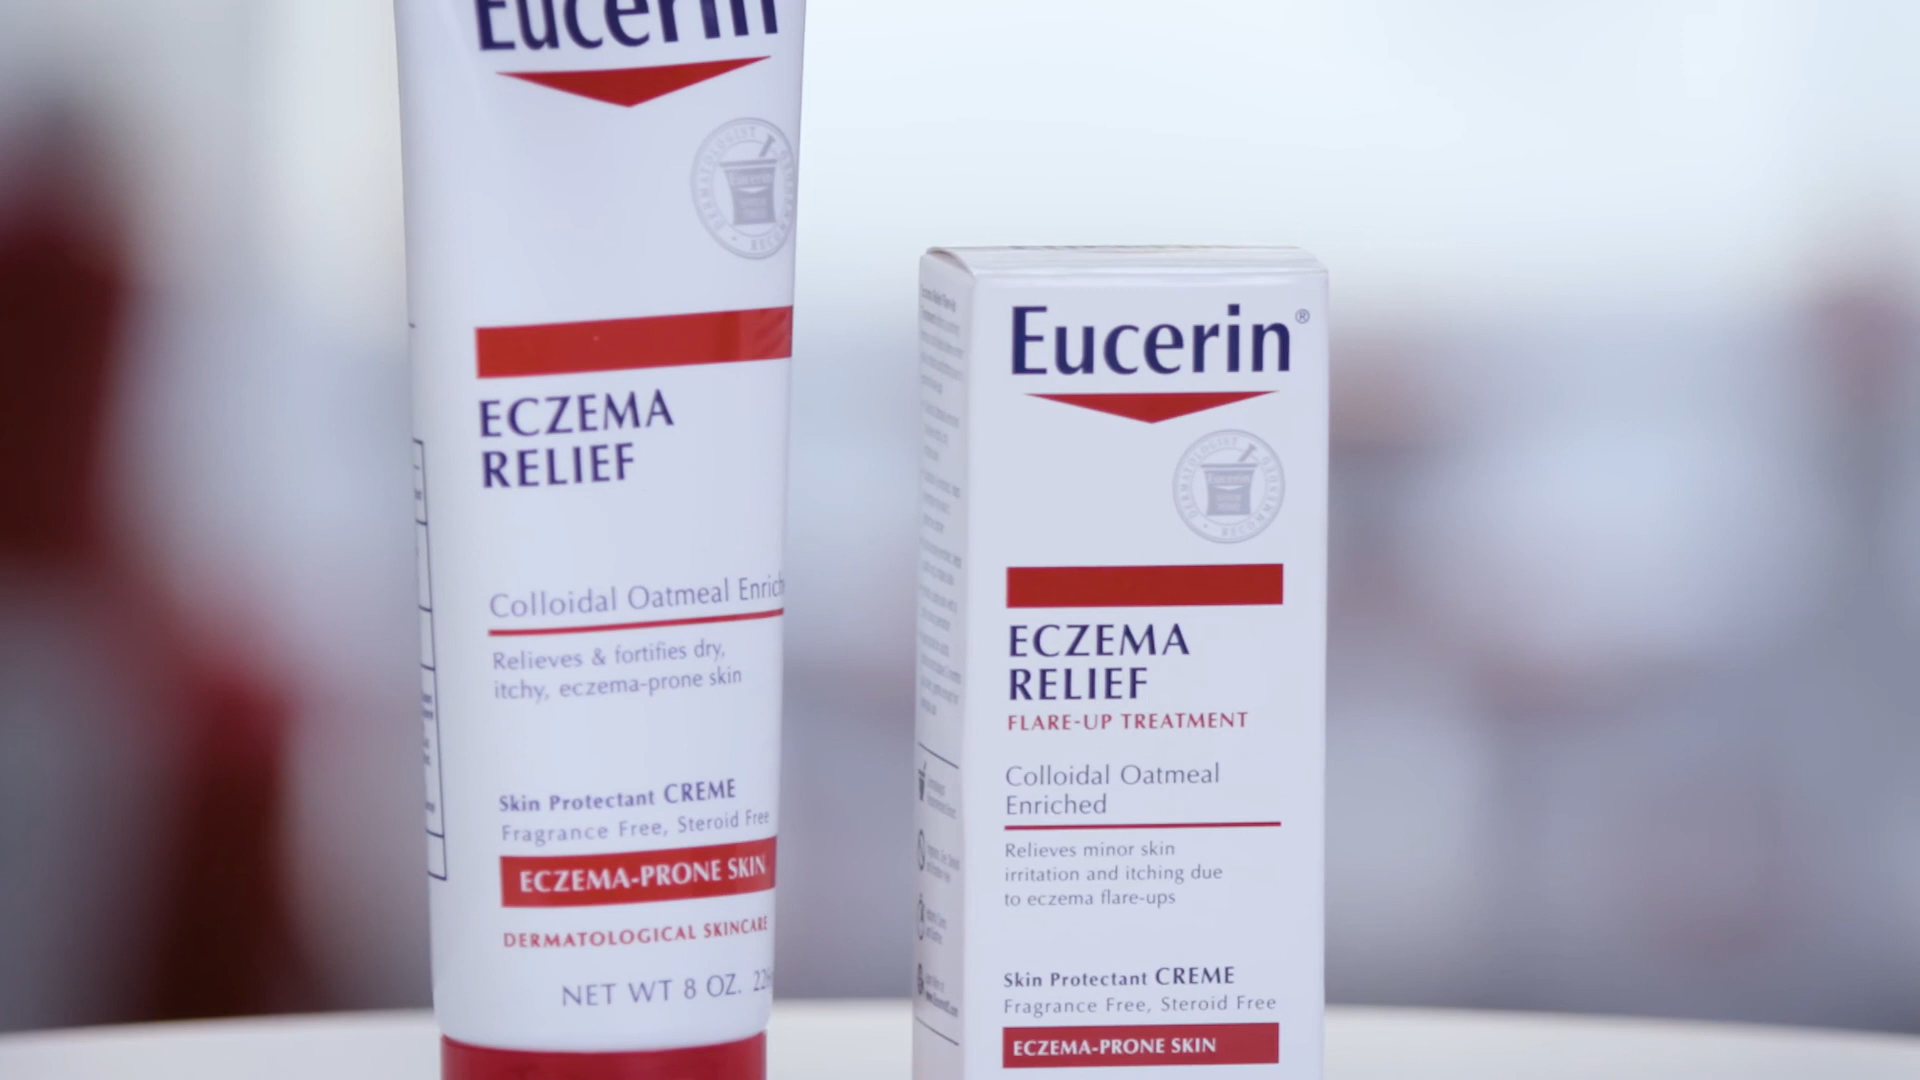 Eucerin
ECZEMA
RELIEF
Colloidal Oatmeal
Relieves & fortifies dry,
itchy, eczema-prone skin
Skin Protectant CREME
Fragrance Free, Steroid Free
ECZEMA-PRONE SKIN
DERMATOLOGICAL SKINCARE
NET WT 8 OZ.
Eucerin®
DERMATOLOGIST
Eucerin
ECZEMA
RELIEF
FLARE-UP TREATMENT
Colloidal Oatmeal
Enriched
Relieves minor skin
irritation and itching due
to eczema flare-ups
Skin Protectant CREME
Fragrance Free, Steroid Free
ECZEMA-PRONE SKIN